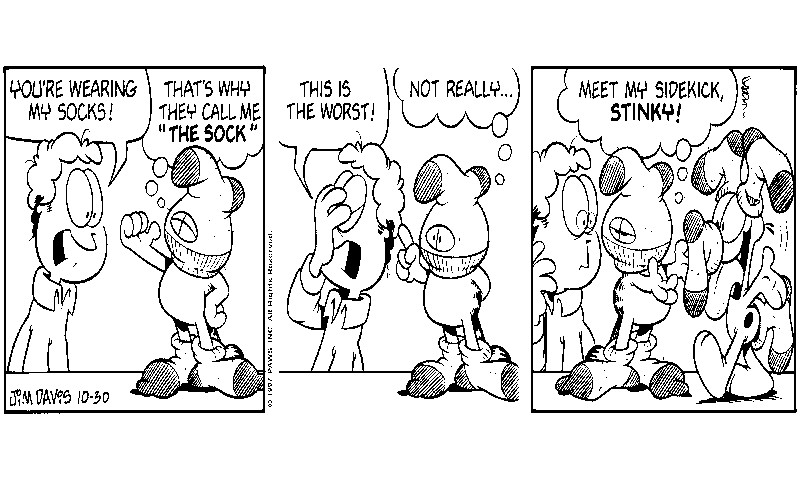 YOU'RE WEARING
MY SOCKS!
THAT'S WHY
THEY CALL ME
"THE SOCK"
JIM DAVIS 10-30
© 1997 PAWS, INC. All Rights Reserved.
THIS IS
THE WORST!
NOT REALLY...
MEET MY SIDEKICK,
STINKY!